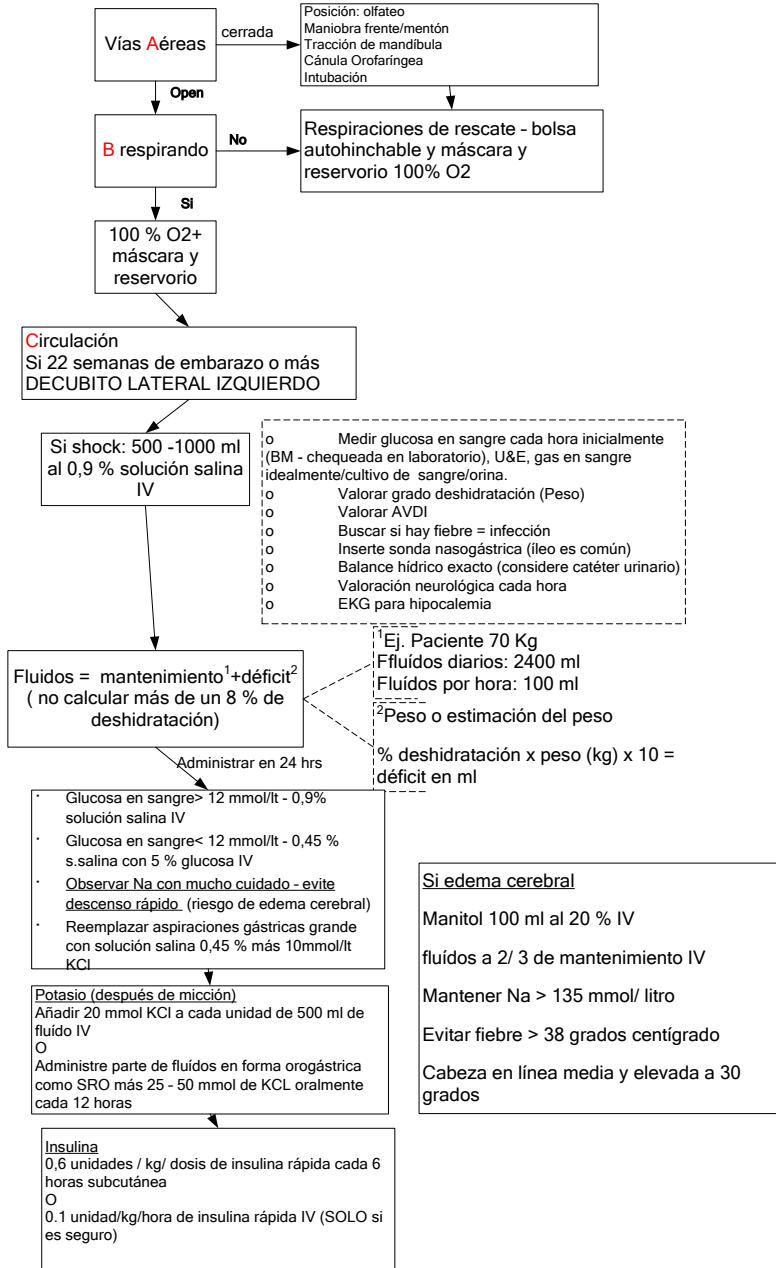 Vías Aéreas
cerrada
Posición: olfateo
Maniobra frente/mentón
Tracción de mandíbula
Cánula Orofaríngea
Intubación
Open
B respirando
No
Respiraciones de rescate - bolsa
autohinchable y máscara y
reservorio 100% O2
Si
100 % O2+
máscara y
reservorio
Circulación
Si 22 semanas de embarazo o más
DECUBITO LATERAL IZQUIERDO
Si shock: 500 -1000 ml
al 0,9 % solución salina
IV
o Medir glucosa en sangre cada hora inicialmente
(BM - chequeada en laboratorio), U&E, gas en sangre
idealmente/cultivo de sangre/orina.
o Valorar grado deshidratación (Peso)
o Valorar AVDI
o Buscar si hay fiebre = infección
o Inserte sonda nasogástrica (íleo es común)
o Balance hídrico exacto (considere catéter urinario)
o Valoración neurológica cada hora
o EKG para hipocalemia
Fluidos = mantenimiento¹+déficit²
( no calcular más de un 8 % de
deshidratación)
¹Ej. Paciente 70 Kg
Ffluídos diarios: 2400 ml
Fluídos por hora: 100 ml
²Peso o estimación del peso
% deshidratación x peso (kg) x 10 =
déficit en ml
Administrar en 24 hrs
· Glucosa en sangre> 12 mmol/lt - 0,9%
solución salina IV
· Glucosa en sangre< 12 mmol/lt - 0,45 %
s.salina con 5 % glucosa IV
· Observar Na con mucho cuidado - evite
descenso rápido (riesgo de edema cerebral)
· Reemplazar aspiraciones gástricas grande
con solución salina 0,45 % más 10mmol/lt
KCl
Potasio (después de micción)
Añadir 20 mmol KCl a cada unidad de 500 ml de
fluído IV
O
Administre parte de fluídos en forma orogástrica
como SRO más 25 - 50 mmol de KCL oralmente
cada 12 horas
Insulina
0,6 unidades / kg/ dosis de insulina rápida cada 6
horas subcutánea
O
0.1 unidad/kg/hora de insulina rápida IV (SOLO si
es seguro)
Si edema cerebral
Manitol 100 ml al 20 % IV
fluídos a 2/ 3 de mantenimiento IV
Mantener Na > 135 mmol/ litro
Evitar fiebre > 38 grados centígrado
Cabeza en línea media y elevada a 30
grados